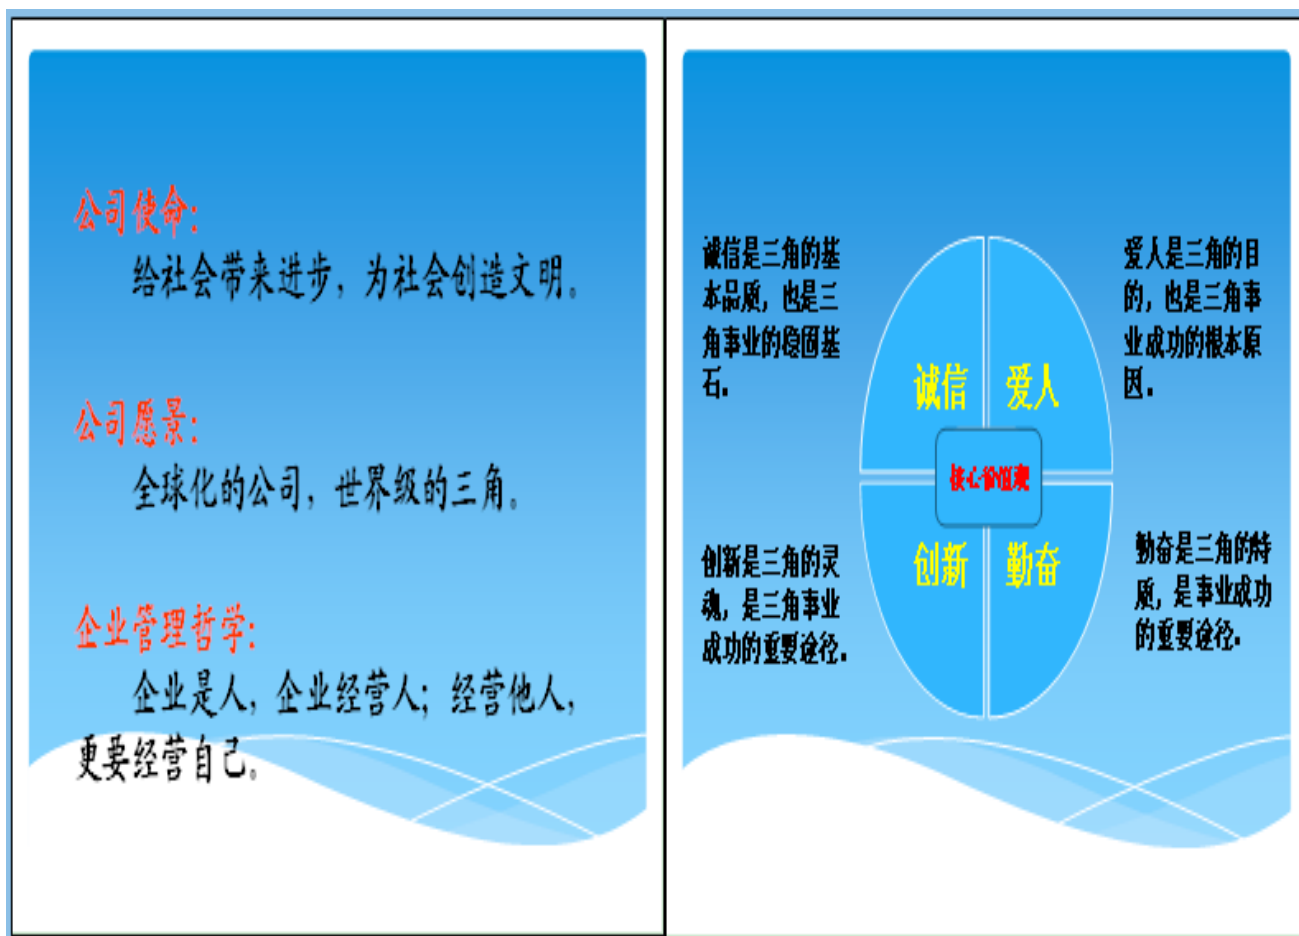 公司使命：
给社会带来进步，为社会创造文明。
公司愿景：
全球化的公司，世界级的三角。
企业管理哲学：
企业是人，企业经营人；经营他人，
更要经营自己。
诚信是三角的基
本品质，也是三
角事业的稳固基
石。
爱人是三角的目
的，也是三角事
业成功的根本原
因。
诚信
爱人
核心价值观
创新
勤奋
创新是三角的灵
魂，是三角事业
成功的重要途径。
勤奋是三角的特
质，是事业成功
的重要途径。